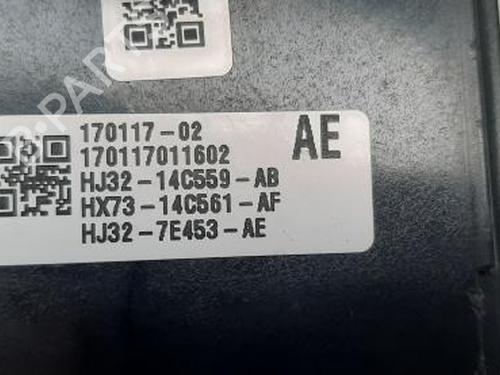 170117-02
AE
170117011602
HJ32-14C559-AB
HX73-14C561-AF
HJ32-7E453-AE